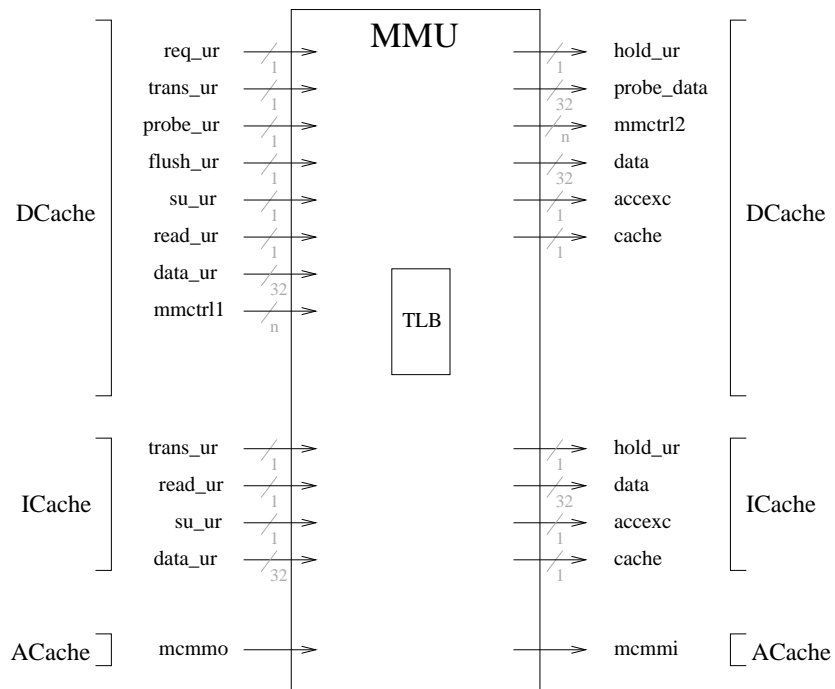 MMU
req_ur 1 hold_ur 1
trans_ur 1 probe_data 32
probe_ur 1 mmctrl2 n
flush_ur 1 data 32
su_ur 1 accexc 1
read_ur 1 cache 1
DCache DCache
data_ur 32
mmctrl1 n
TLB
trans_ur 1 hold_ur 1
read_ur 1 data 32
ICache ICache
su_ur 1 accexc 1
data_ur 32 cache 1
ACache mcmmo mcmmi ACache